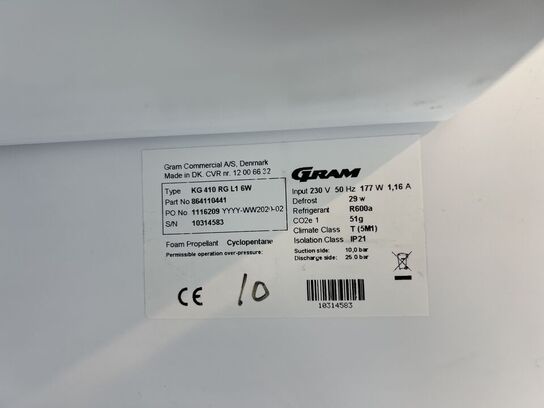 Gram Commercial A/S, Denmark
Made in DK. CVR nr. 12 00 66 32
Type KG 410 RG L1 6W
Part No 864110441
PO No 1116209 YYYY-WW2020-02
S/N 10314583
Foam Propellant Cyclopentane
Permissible operation over-pressure:
CE 10
GRAM
Input 230 V 50 Hz 177 W 1,16 A
Defrost 29 w
Refrigerant R600a
CO2e 1 51g
Climate Class T (5M1)
Isolation Class IP21
Suction side: 10,0 bar
Discharge side: 25.0 bar
10314583